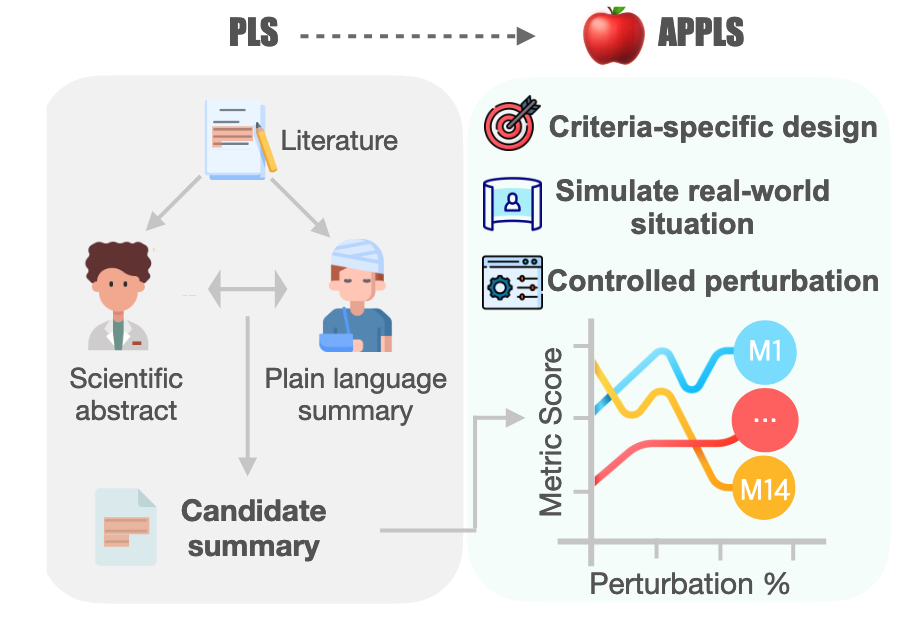 PLS
APPLS
Literature
Scientific
abstract
Plain language
summary
Candidate
summary
Criteria-specific design
Simulate real-world
situation
Controlled perturbation
Metric Score
M1
...
M14
Perturbation %